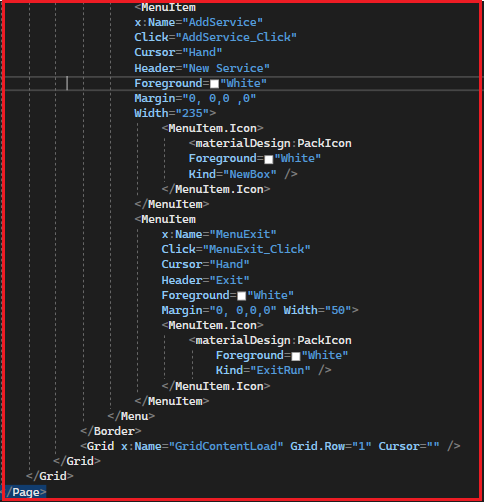 <MenuItem
x:Name="AddService"
Click="AddService_Click"
Cursor="Hand"
Header="New Service"
Foreground="White"
Margin="0, 0,0 ,0"
Width="235">
<MenuItem.Icon>
<materialDesign:PackIcon
Foreground="White"
Kind="NewBox" />
</MenuItem.Icon>
</MenuItem>
<MenuItem
x:Name="MenuExit"
Click="MenuExit_Click"
Cursor="Hand"
Header="Exit"
Foreground="White"
Margin="0, 0,0,0" Width="50">
<MenuItem.Icon>
<materialDesign:PackIcon
Foreground="White"
Kind="ExitRun" />
</MenuItem.Icon>
</MenuItem>
</Menu>
</Border>
<Grid x:Name="GridContentLoad" Grid.Row="1" Cursor="" />
</Grid>
</Grid>
/Page>